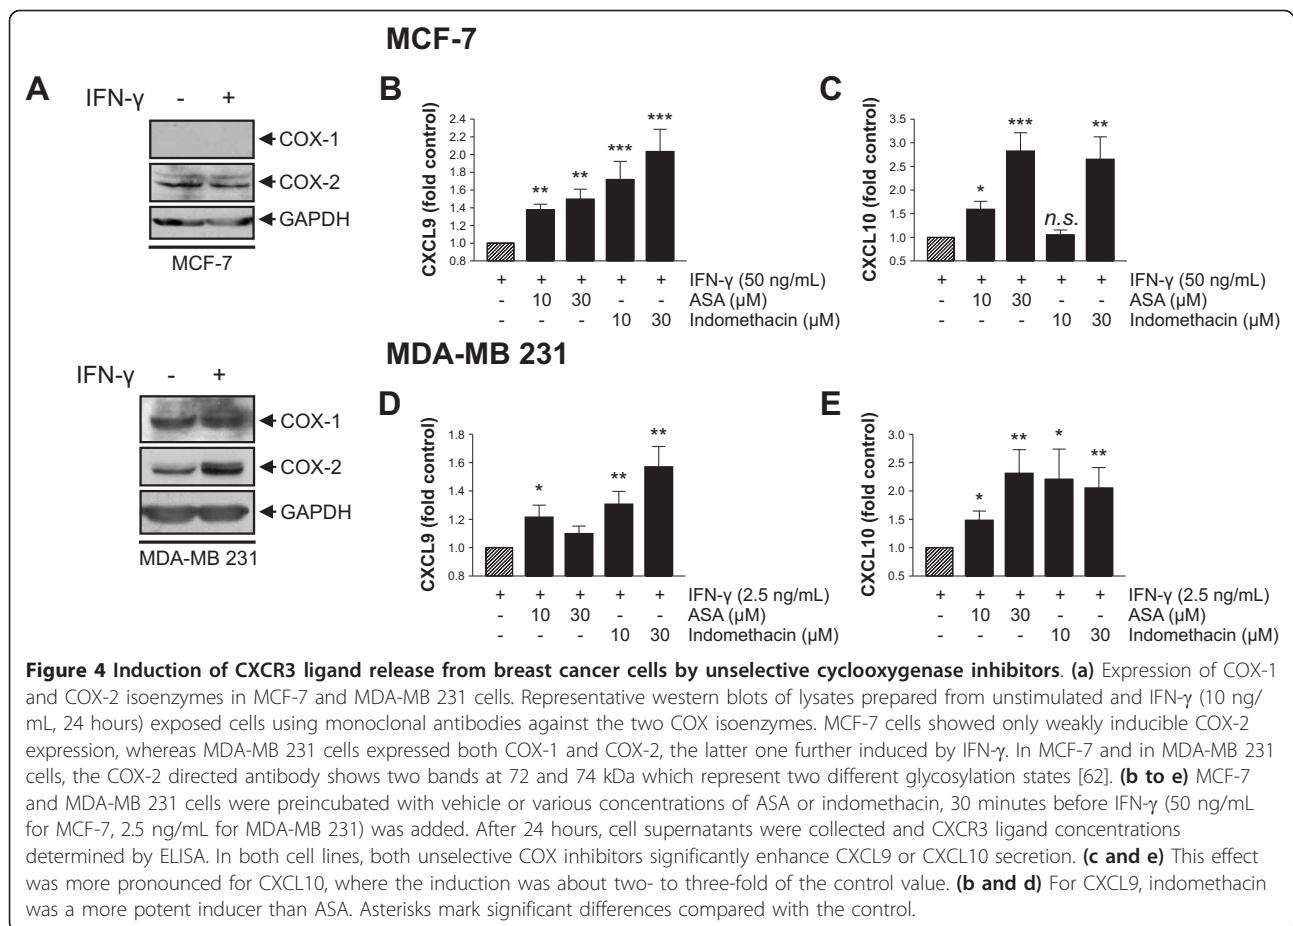 MCF-7
A
IFN-γ - +
COX-1
COX-2
GAPDH
MCF-7
B
CXCL9 (fold control)
2.4
2.2
2.0
1.8
1.6
1.4
1.2
1.0
0.8
** ** *** ***
+ + + + + IFN-γ (50 ng/mL)
- 10 30 - - ASA (µM)
- - - 10 30 Indomethacin (µM)
C
CXCL10 (fold control)
3.5
3.0
2.5
2.0
1.5
1.0
0.5
* *** n.s. **
+ + + + + IFN-γ (50 ng/mL)
- 10 30 - - ASA (µM)
- - - 10 30 Indomethacin (µM)
MDA-MB 231
IFN-γ - +
COX-1
COX-2
GAPDH
MDA-MB 231
D
CXCL9 (fold control)
1.8
1.6
1.4
1.2
1.0
0.8
* ** **
+ + + + + IFN-γ (2.5 ng/mL)
- 10 30 - - ASA (µM)
- - - 10 30 Indomethacin (µM)
E
CXCL10 (fold control)
3.0
2.5
2.0
1.5
1.0
0.5
* ** * **
+ + + + + IFN-γ (2.5 ng/mL)
- 10 30 - - ASA (µM)
- - - 10 30 Indomethacin (µM)
Figure 4 Induction of CXCR3 ligand release from breast cancer cells by unselective cyclooxygenase inhibitors. (a) Expression of COX-1
and COX-2 isoenzymes in MCF-7 and MDA-MB 231 cells. Representative western blots of lysates prepared from unstimulated and IFN-γ (10 ng/
mL, 24 hours) exposed cells using monoclonal antibodies against the two COX isoenzymes. MCF-7 cells showed only weakly inducible COX-2
expression, whereas MDA-MB 231 cells expressed both COX-1 and COX-2, the latter one further induced by IFN-γ. In MCF-7 and in MDA-MB 231
cells, the COX-2 directed antibody shows two bands at 72 and 74 kDa which represent two different glycosylation states [62]. (b to e) MCF-7
and MDA-MB 231 cells were preincubated with vehicle or various concentrations of ASA or indomethacin, 30 minutes before IFN-γ (50 ng/mL
for MCF-7, 2.5 ng/mL for MDA-MB 231) was added. After 24 hours, cell supernatants were collected and CXCR3 ligand concentrations
determined by ELISA. In both cell lines, both unselective COX inhibitors significantly enhance CXCL9 or CXCL10 secretion. (c and e) This effect
was more pronounced for CXCL10, where the induction was about two- to three-fold of the control value. (b and d) For CXCL9, indomethacin
was a more potent inducer than ASA. Asterisks mark significant differences compared with the control.